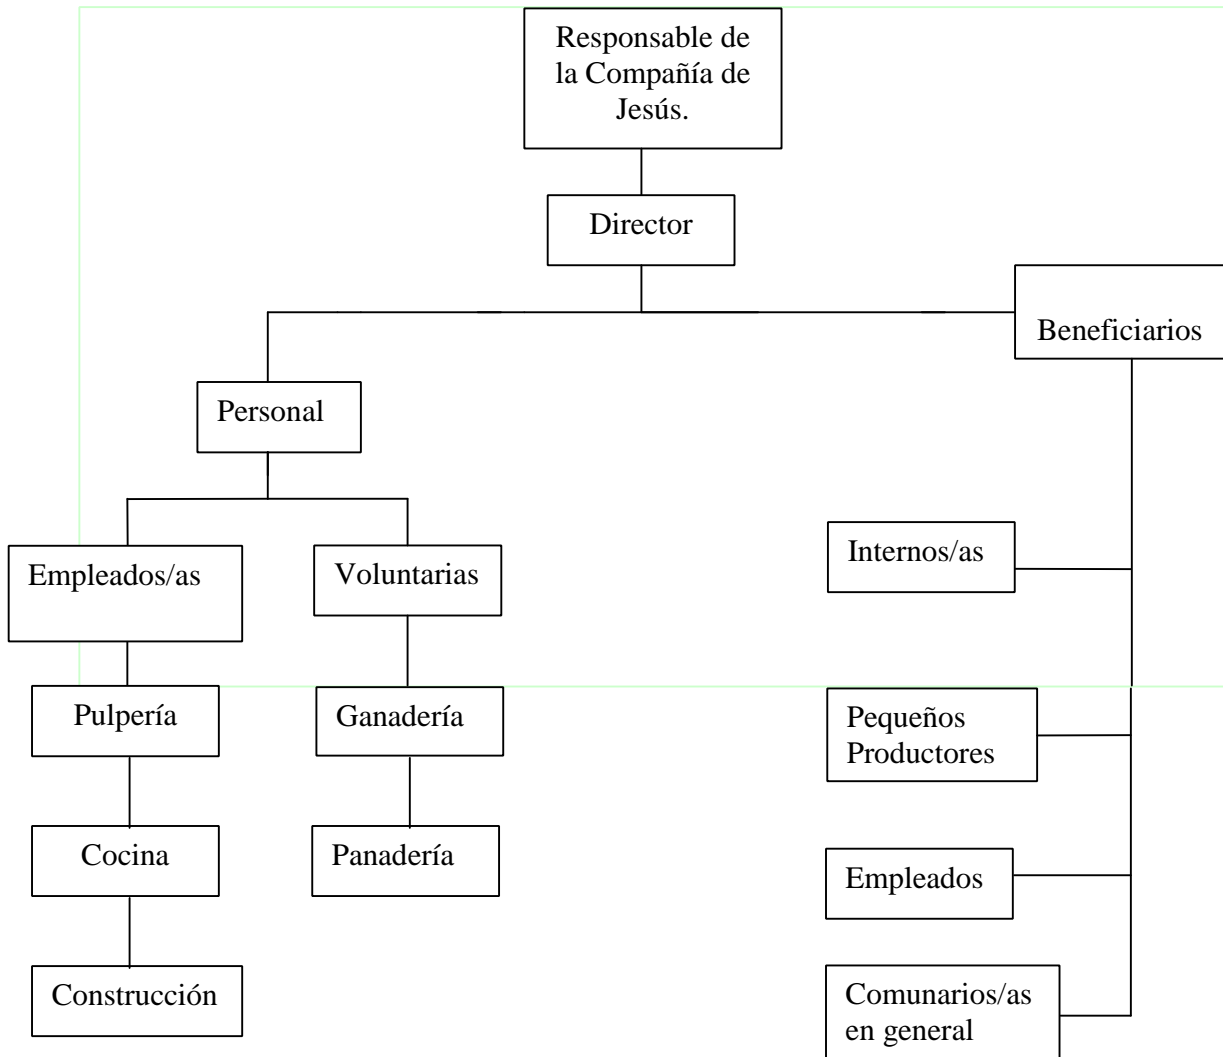 Responsable de
la Compañía de
Jesús.
Director
Beneficiarios
Personal
Empleados/as
Voluntarias
Internos/as
Pulpería
Ganadería
Pequeños
Productores
Cocina
Panadería
Empleados
Construcción
Comunarios/as
en general